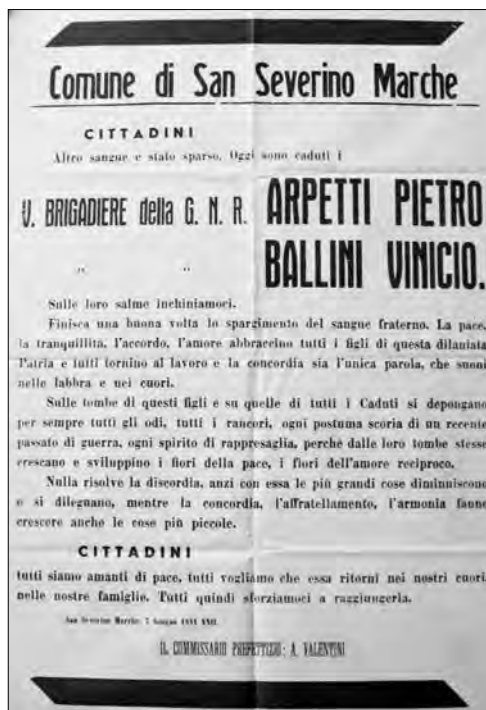 Comune di San Severino Marche
CITTADINI
Altro sangue e stato sparso. Oggi sono caduti i
V. BRIGADIERE della G. N. R. ARPETTI PIETRO
„ „ BALLINI VINICIO.
Sulle loro salme inchiniamoci.
Finisca una buona volta lo spargimento del sangue fraterno. La pace,
la tranquillità, l'accordo, l'amore abbraccino tutti i figli di questa dilaniata
Patria e tutti tornino al lavoro e la concordia sia l'unica parola, che suoni
nelle labbra e nei cuori.
Sulle tombe di questi figli e su quelle di tutti i Caduti si depongano
per sempre tutti gli odi, tutti i rancori, ogni postuma scoria di un recente
passato di guerra, ogni spirito di rappresaglia, perchè dalle loro tombe stesse
crescano e sviluppino i fiori della pace, i fiori dell'amore reciproco.
Nulla risolve la discordia, anzi con essa le più grandi cose diminuiscono
e si dileguano, mentre la concordia, l'affratellamento, l'armonia fanno
crescere anche le cose più piccole.
CITTADINI
tutti siamo amanti di pace, tutti vogliamo che essa ritorni nei nostri cuori,
nelle nostre famiglie. Tutti quindi sforziamoci a raggiungerla.
San Severino Marche, Giugno 1944 XXII
IL COMMISSARIO PREFETTIZIO: A. VALENTINI